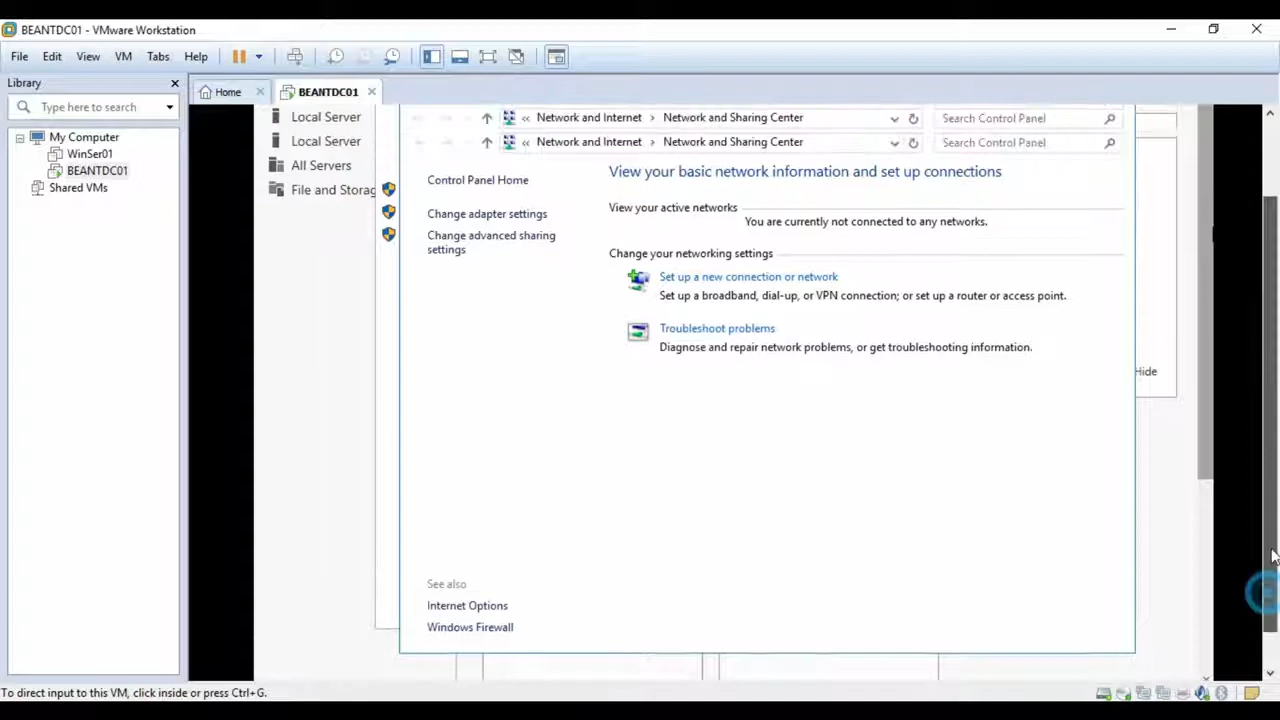 BEANTDC01 - VMware Workstation
File Edit View VM Tabs Help
Library
Home BEANTDC01
Type here to search
My Computer
WinSer01
BEANTDC01
Shared VMs
Local Server
Local Server
All Servers
File and Storag
« Network and Internet > Network and Sharing Center
Search Control Panel
« Network and Internet > Network and Sharing Center
Search Control Panel
Control Panel Home
Change adapter settings
Change advanced sharing
settings
View your basic network information and set up connections
View your active networks
You are currently not connected to any networks.
Change your networking settings
Set up a new connection or network
Set up a broadband, dial-up, or VPN connection; or set up a router or access point.
Troubleshoot problems
Diagnose and repair network problems, or get troubleshooting information.
Hide
See also
Internet Options
Windows Firewall
To direct input to this VM, click inside or press Ctrl+G.